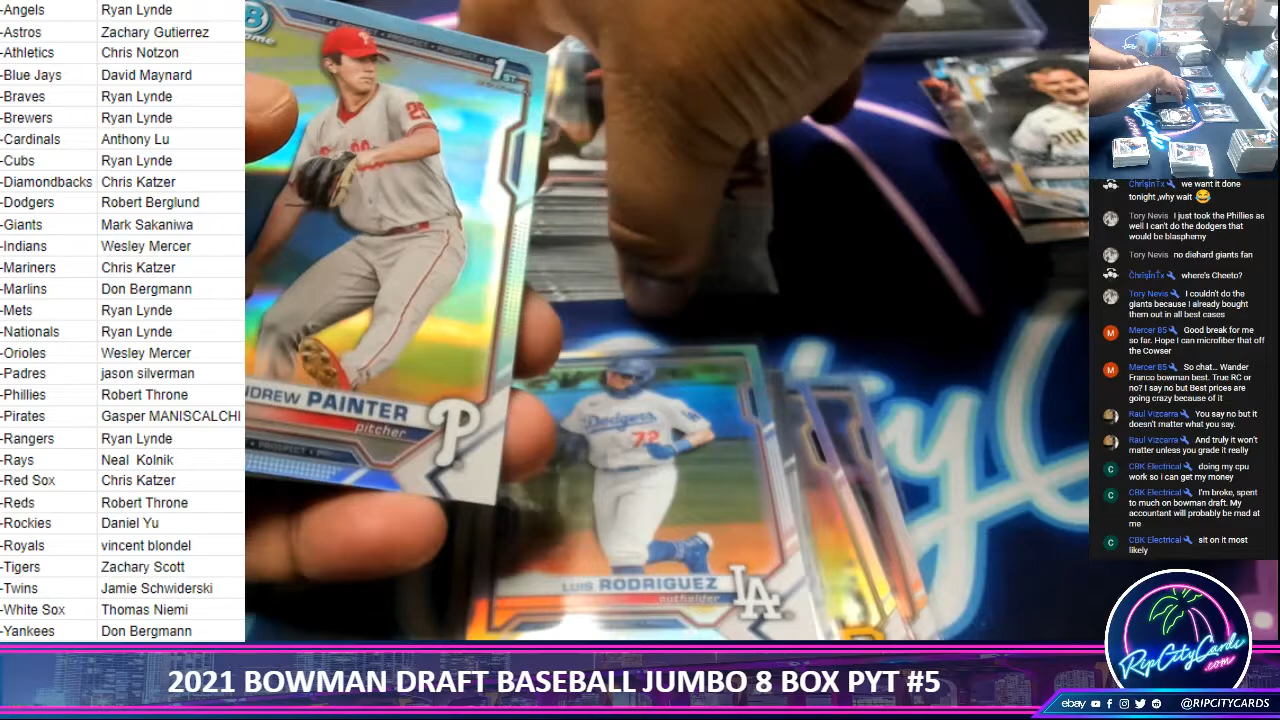 -Angels Ryan Lynde
-Astros Zachary Gutierrez
-Athletics Chris Notzon
-Blue Jays David Maynard
-Braves Ryan Lynde
-Brewers Ryan Lynde
-Cardinals Anthony Lu
-Cubs Ryan Lynde
-Diamondbacks Chris Katzer
-Dodgers Robert Berglund
-Giants Mark Sakaniwa
-Indians Wesley Mercer
-Mariners Chris Katzer
-Marlins Don Bergmann
-Mets Ryan Lynde
-Nationals Ryan Lynde
-Orioles Wesley Mercer
-Padres jason silverman
-Phillies Robert Throne
-Pirates Gasper MANISCALCHI
-Rangers Ryan Lynde
-Rays Neal Kolnik
-Red Sox Chris Katzer
-Reds Robert Throne
-Rockies Daniel Yu
-Royals vincent blondel
-Tigers Zachary Scott
-Twins Jamie Schwiderski
-White Sox Thomas Niemi
-Yankees Don Bergmann
1ST
25
DREW PAINTER
pitcher
PROSPECT
P
Dodgers
72
LUIS RODRIGUEZ
outfielder
LA
PIR
we want it done
tonight ,why wait 😂
Tory Nevis I just took the Phillies as
well I can't do the dodgers that
would be blasphemy
Tory Nevis no diehard giants fan
where's Cheeto?
Tory Nevis I couldn't do the
giants because I already bought
them out in all best cases
M Mercer 85 Good break for me
so far. Hope I can microfiber that off
the Cowser
M Mercer 85 So chat... Wander
Franco bowman best. True RC or
no? I say no but Best prices are
going crazy because of it
Raul Vizcarra You say no but it
doesn't matter what you say.
Raul Vizcarra And truly it won't
matter unless you grade it really
C CBK Electrical doing my cpu
work so I can get my money
C CBK Electrical I'm broke, spent
to much on bowman draft. My
accountant will probably be mad at
me
C CBK Electrical sit on it most
likely
RipCityCards
.com
2021 BOWMAN DRAFT BASEBALL JUMBO 8 BOX PYT #5
ebay @RIPCITYCARDS